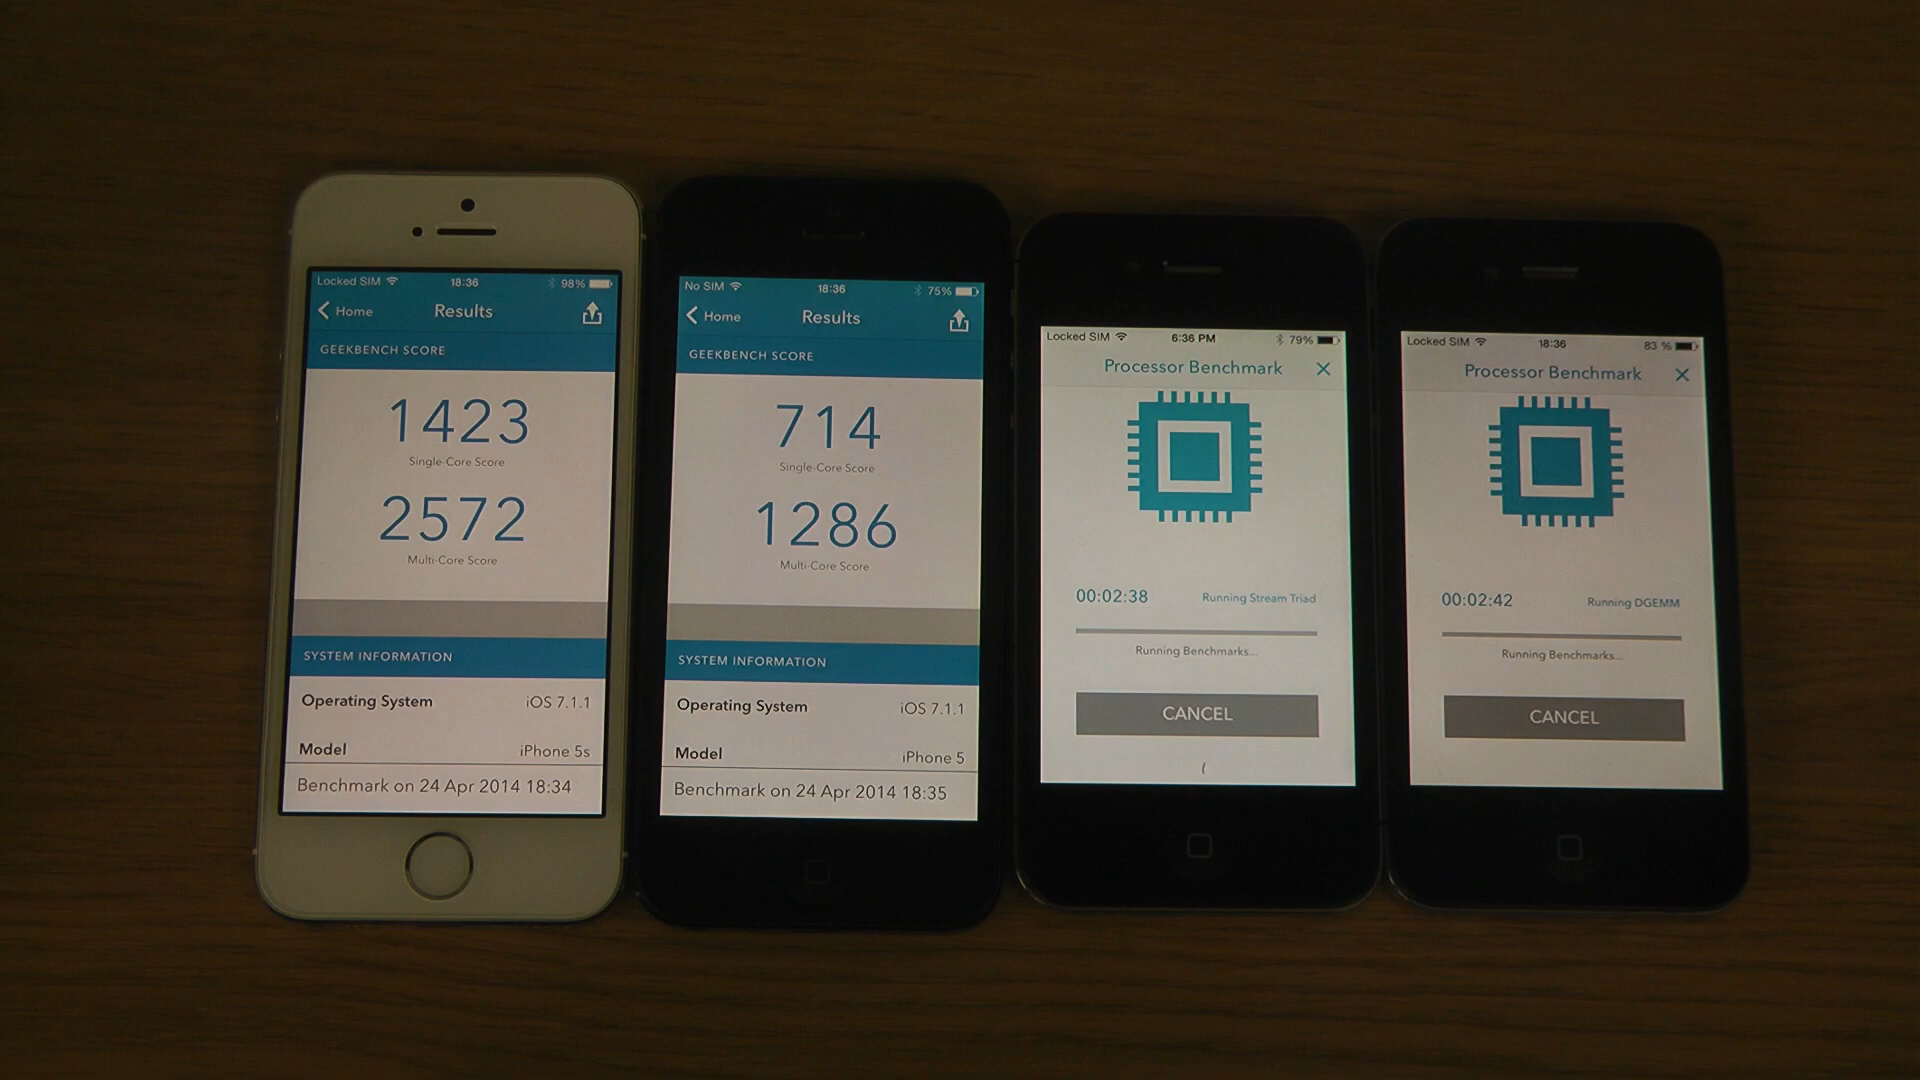 Locked SIM 18:36 98%
Home Results
GEEKBENCH SCORE
1423
Single-Core Score
2572
Multi-Core Score
SYSTEM INFORMATION
Operating System iOS 7.1.1
Model iPhone 5s
Benchmark on 24 Apr 2014 18:34
No SIM 18:36 75%
Home Results
GEEKBENCH SCORE
714
Single-Core Score
1286
Multi-Core Score
SYSTEM INFORMATION
Operating System iOS 7.1.1
Model iPhone 5
Benchmark on 24 Apr 2014 18:35
Locked SIM 6:36 PM 79%
Processor Benchmark
00:02:38 Running Stream Triad
Running Benchmarks...
CANCEL
Locked SIM 18:36 83 %
Processor Benchmark
00:02:42 Running DGEMM
Running Benchmarks...
CANCEL